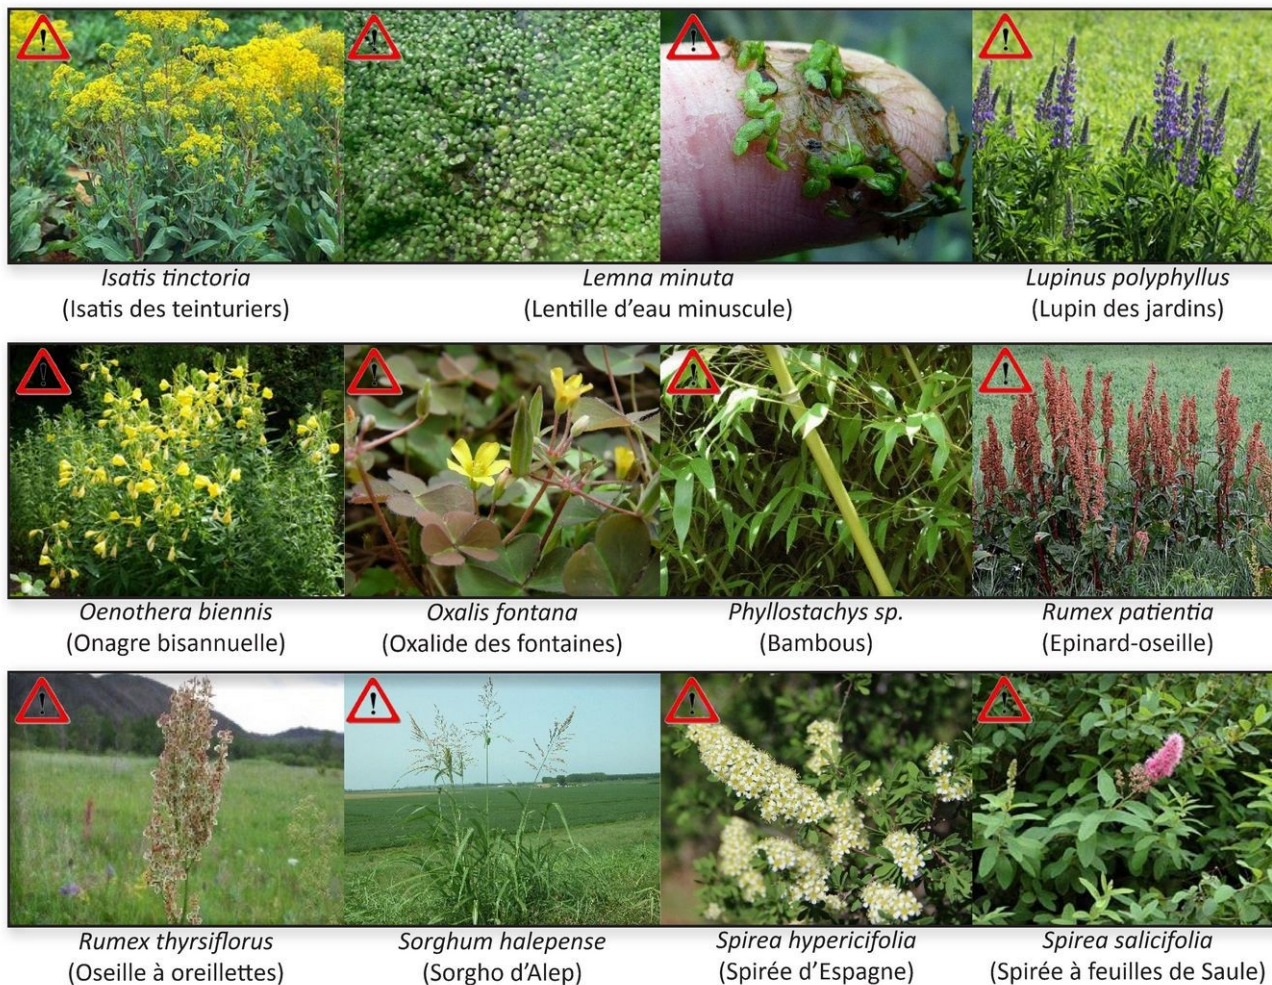 Isatis tinctoria
(Isatis des teinturiers)
Lemna minuta
(Lentille d'eau minuscule)
Lupinus polyphyllus
(Lupin des jardins)
Oenothera biennis
(Onagre bisannuelle)
Oxalis fontana
(Oxalide des fontaines)
Phyllostachys sp.
(Bambous)
Rumex patientia
(Epinard-oseille)
Rumex thyrsiflorus
(Oseille à oreillettes)
Sorghum halepense
(Sorgho d'Alep)
Spirea hypericifolia
(Spirée d'Espagne)
Spirea salicifolia
(Spirée à feuilles de Saule)